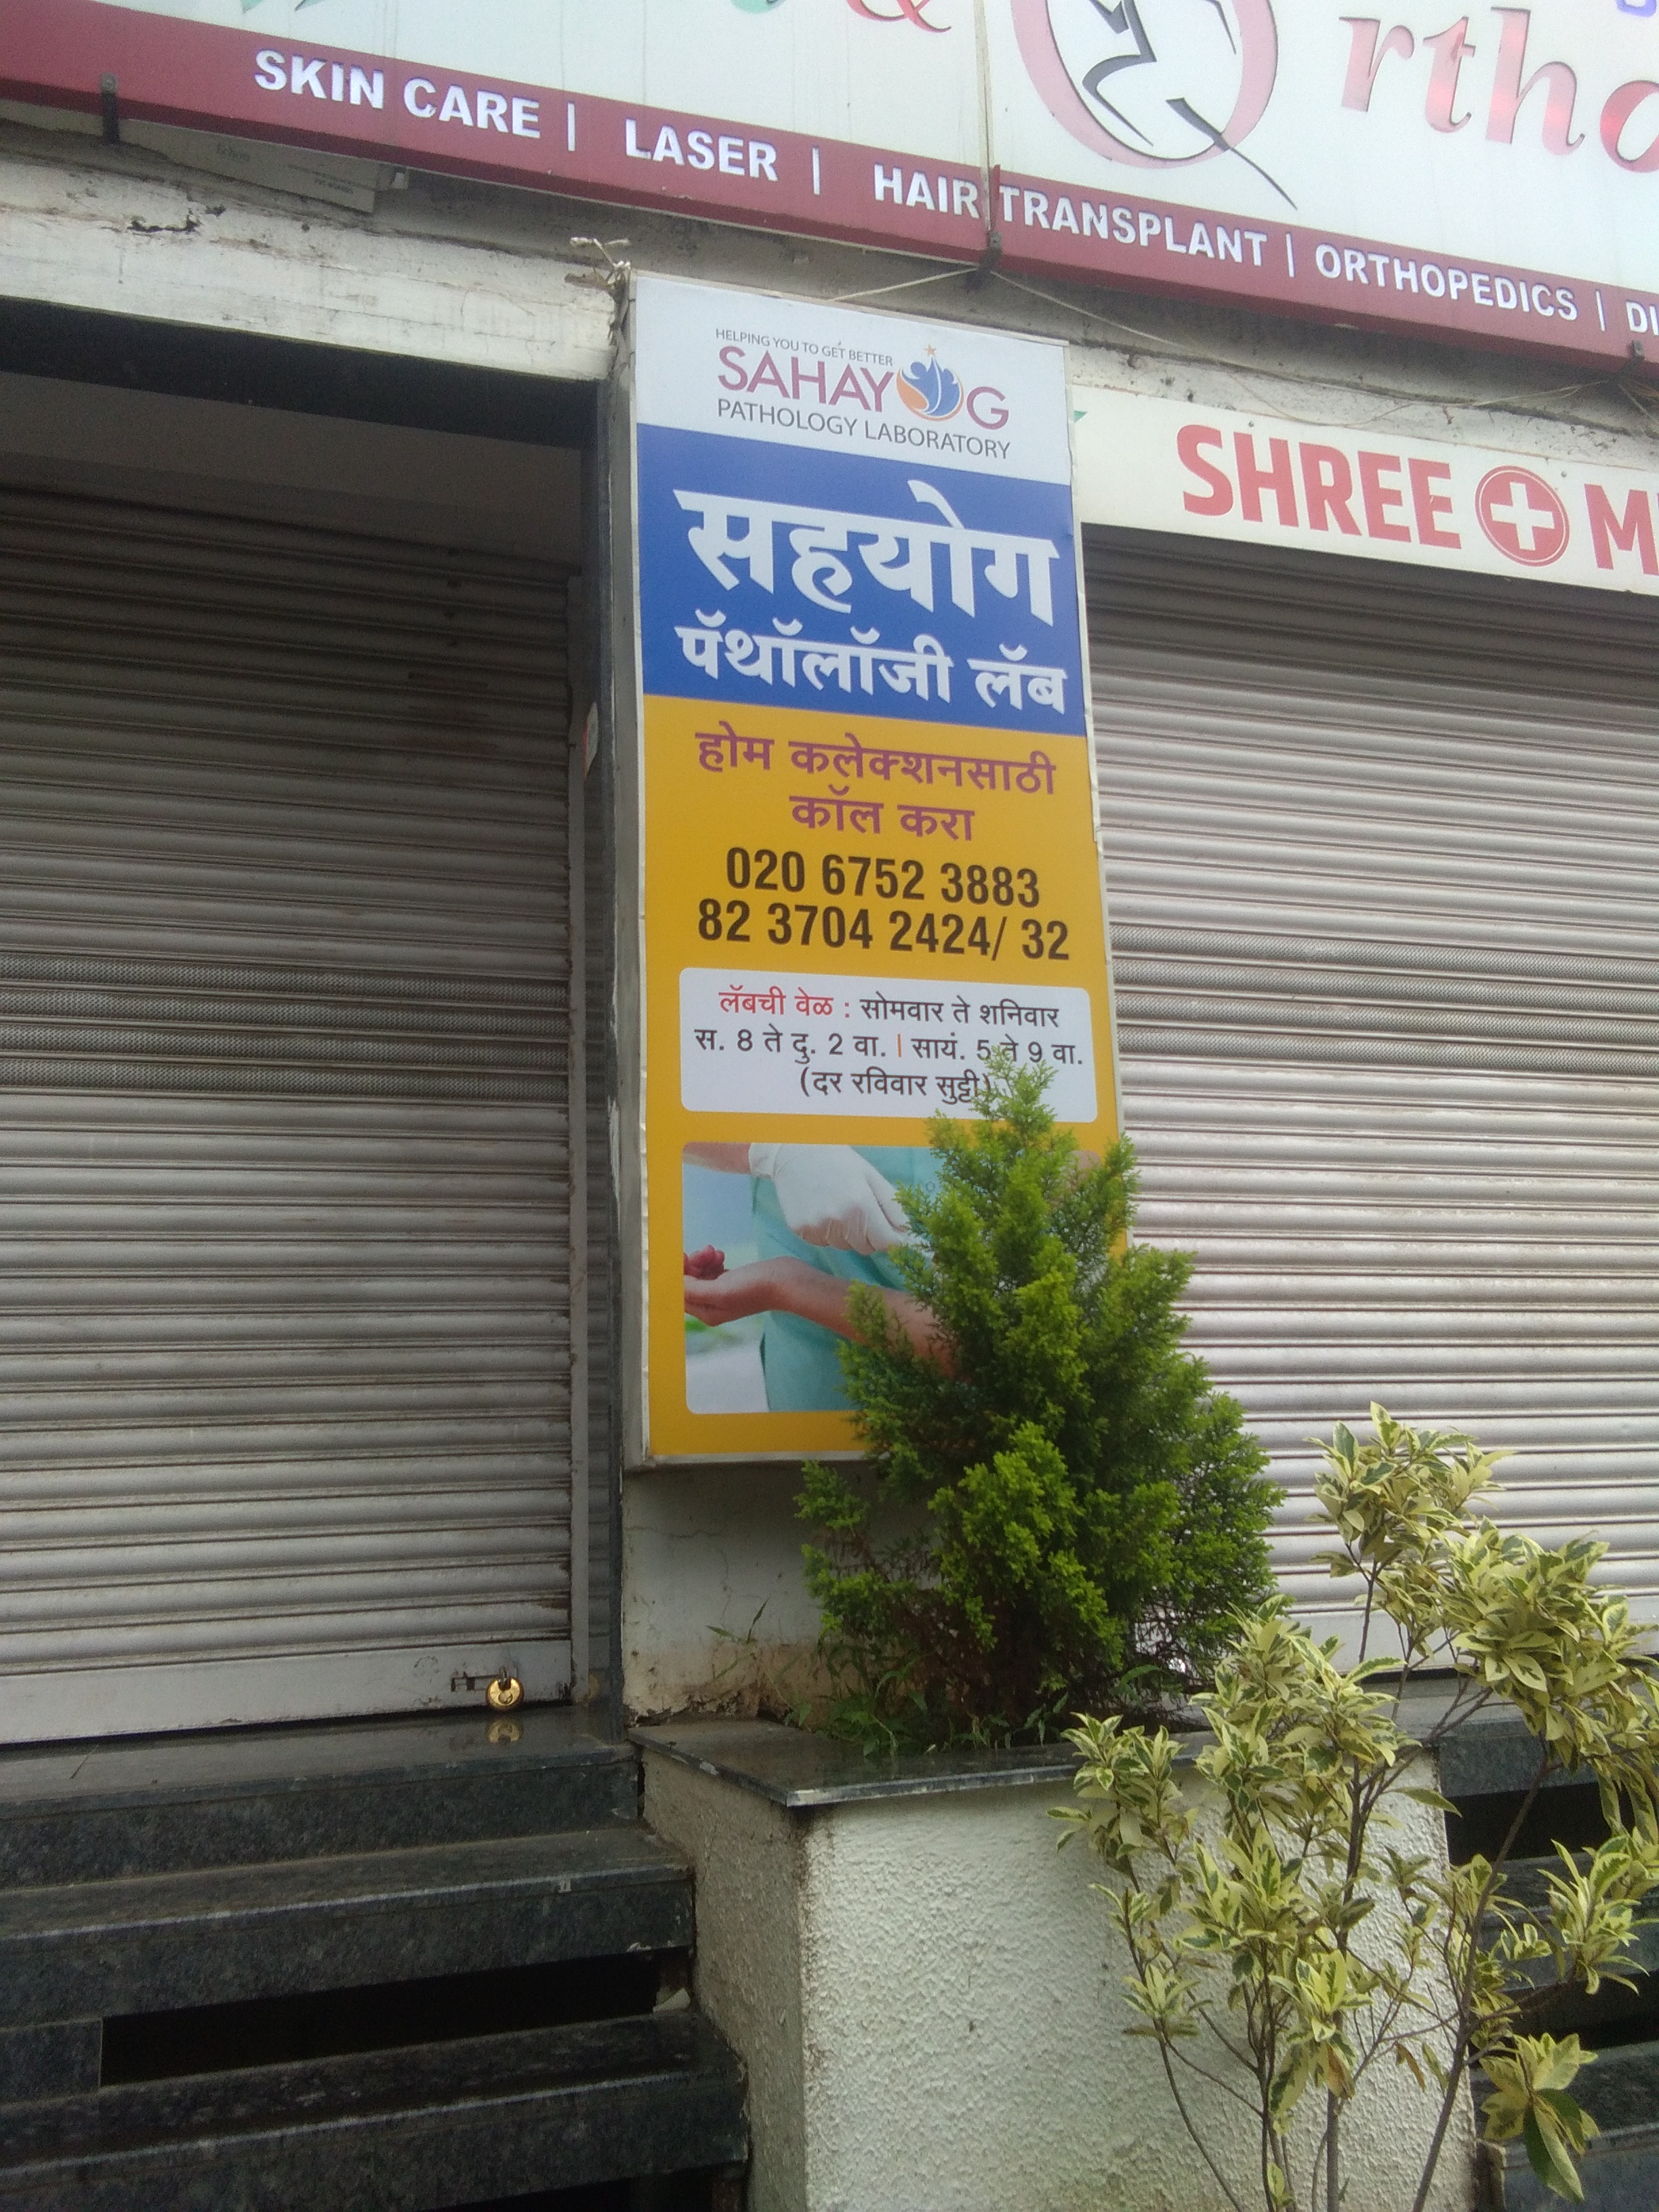 &
rtho
SKIN CARE | LASER | HAIR TRANSPLANT | ORTHOPEDICS |
HELPING YOU TO GET BETTER
SAHAYOG
PATHOLOGY LABORATORY
सहयोग
पॅथॉलॉजी लॅब
होम कलेक्शनसाठी
कॉल करा
020 6752 3883
82 3704 2424/ 32
लॅबची वेळ : सोमवार ते शनिवार
स. 8 ते दु. 2 वा. | सायं. 5 ते 9 वा.
(दर रविवार सुट्टी)
SHREE